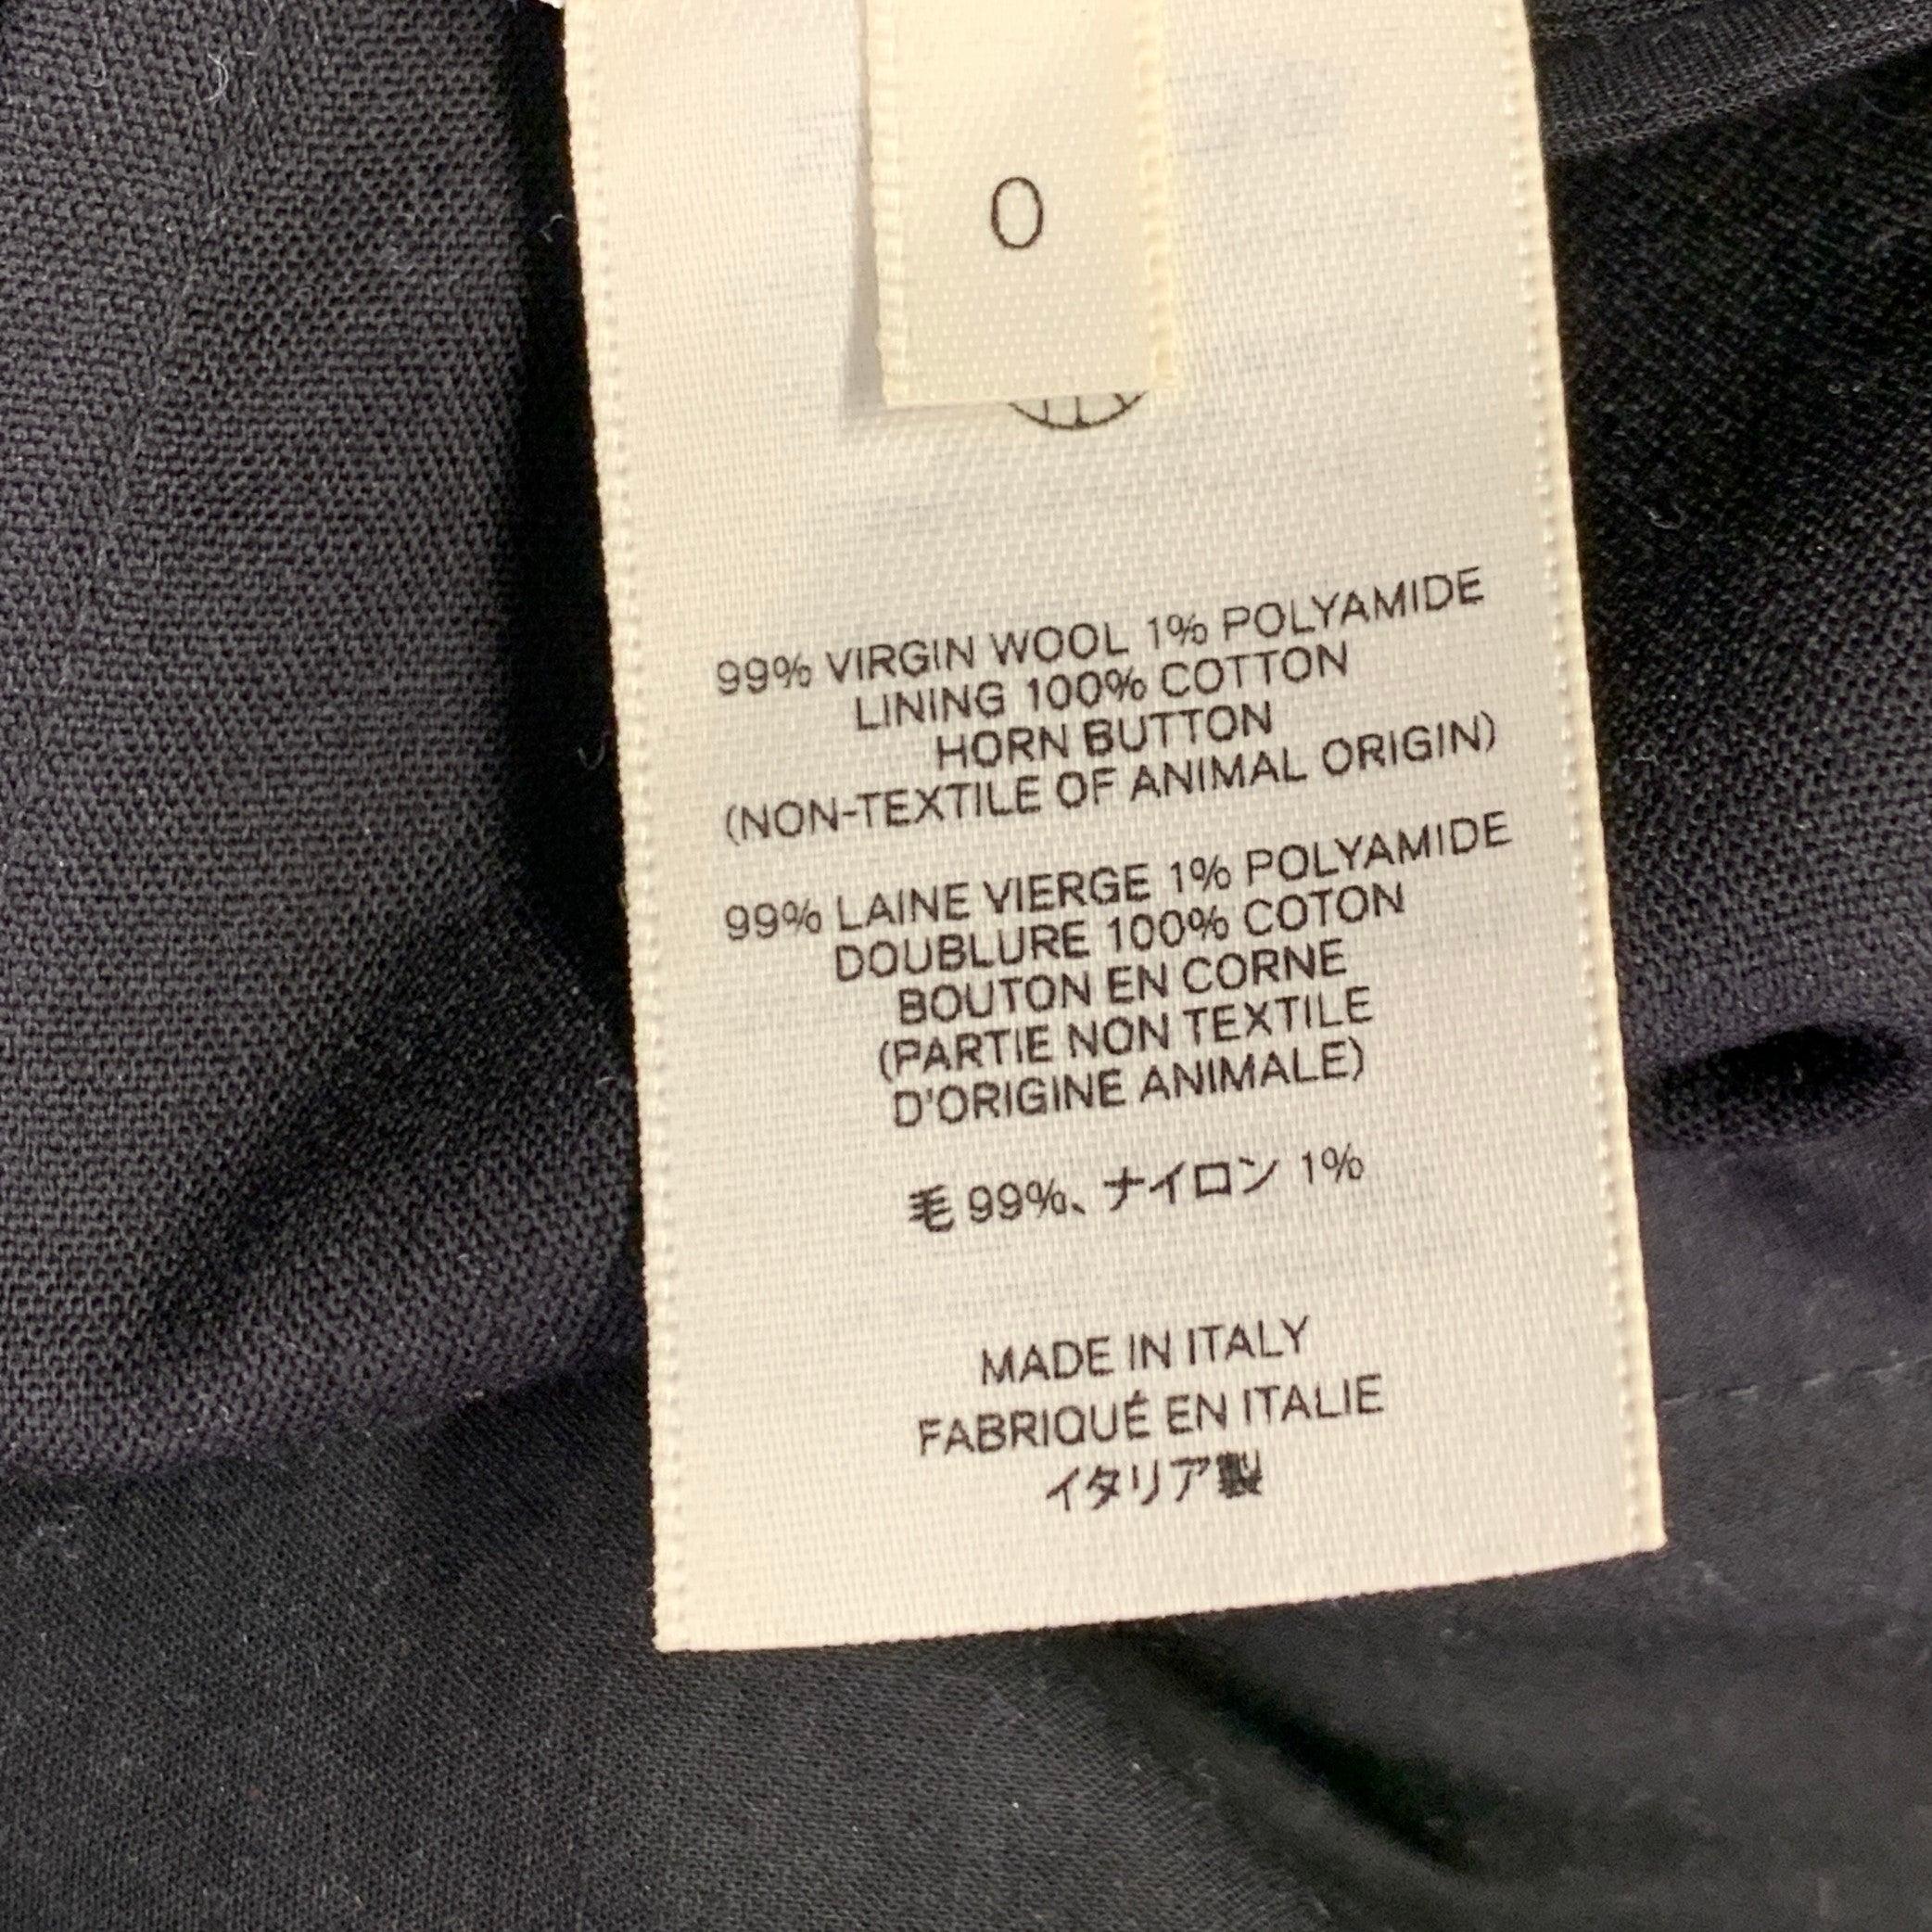 0
99% VIRGIN WOOL 1% POLYAMIDE
LINING 100% COTTON
HORN BUTTON
(NON-TEXTILE OF ANIMAL ORIGIN)
99% LAINE VIERGE 1% POLYAMIDE
DOUBLURE 100% COTON
BOUTON EN CORNE
(PARTIE NON TEXTILE
D'ORIGINE ANIMALE)
毛 99%、ナイロン 1%
MADE IN ITALY
FABRIQUÉ EN ITALIE
イタリア製